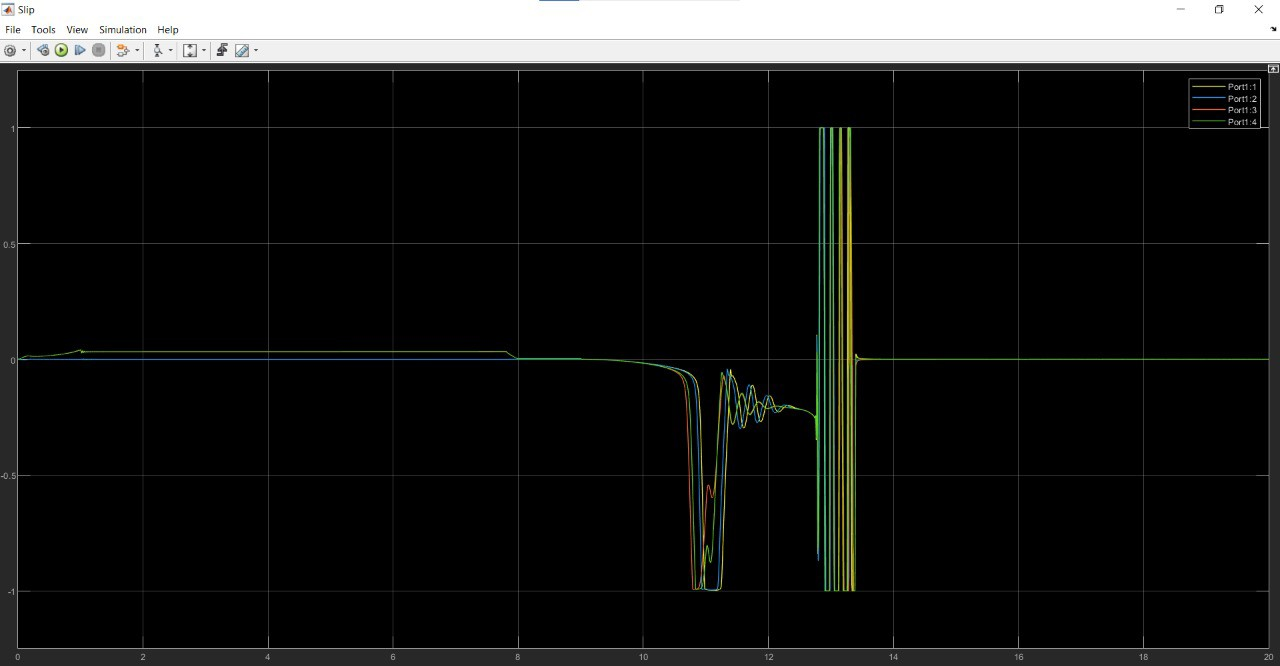 Slip
File Tools View Simulation Help
Port1:1
Port1:2
Port1:3
Port1:4
1
0.5
0
-0.5
-1
0 2 4 6 8 10 12 14 16 18 20